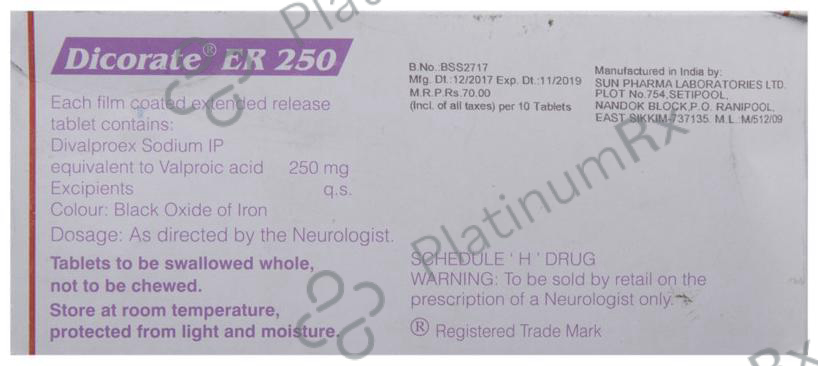 Dicorate® ER 250
Each film coated extended release
tablet contains:
Divalproex Sodium IP
equivalent to Valproic acid 250 mg
Excipients q.s.
Colour: Black Oxide of Iron
Dosage: As directed by the Neurologist.
Tablets to be swallowed whole,
not to be chewed.
Store at room temperature,
protected from light and moisture.
B.No.:BSS2717
Mfg. Dt.:12/2017 Exp. Dt.:11/2019
M.R.P.Rs.70.00
(Incl. of all taxes) per 10 Tablets
Manufactured in India by:
SUN PHARMA LABORATORIES LTD.
PLOT No.754,SETIPOOL,
NANDOK BLOCK,P.O. RANIPOOL,
EAST SIKKIM-737135. M.L.:M/512/09
SCHEDULE ' H ' DRUG
WARNING: To be sold by retail on the
prescription of a Neurologist only.
® Registered Trade Mark
PlatinumRx